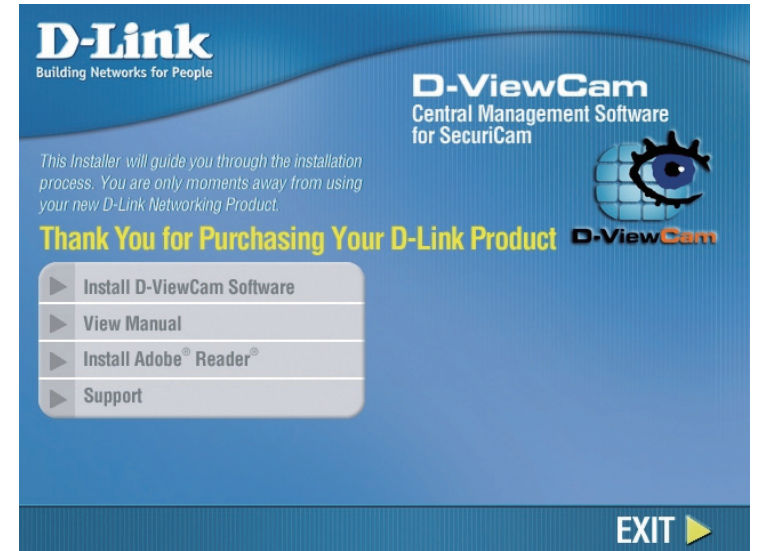 D-Link
Building Networks for People
D-ViewCam
Central Management Software
for SecuriCam
This Installer will guide you through the installation
process. You are only moments away from using
your new D-Link Networking Product.
Thank You for Purchasing Your D-Link Product
D-ViewCam
Install D-ViewCam Software
View Manual
Install Adobe® Reader®
Support
EXIT